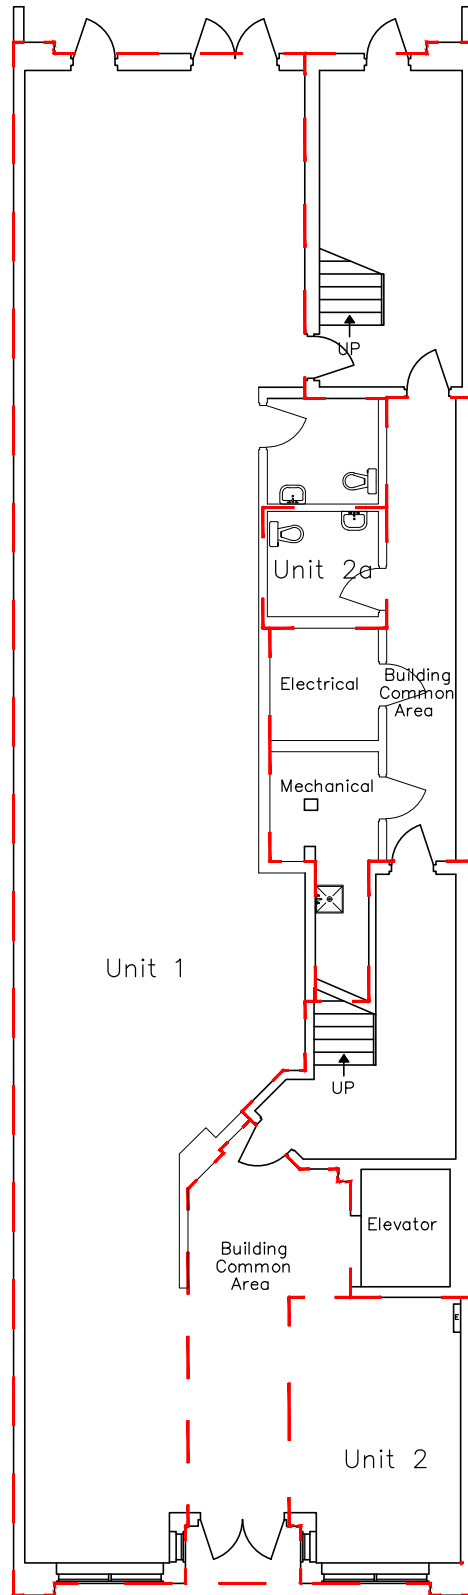 UP
Unit 2a
Electrical
Building
Common
Area
Mechanical
Unit 1
UP
Elevator
Building
Common
Area
Unit 2
E